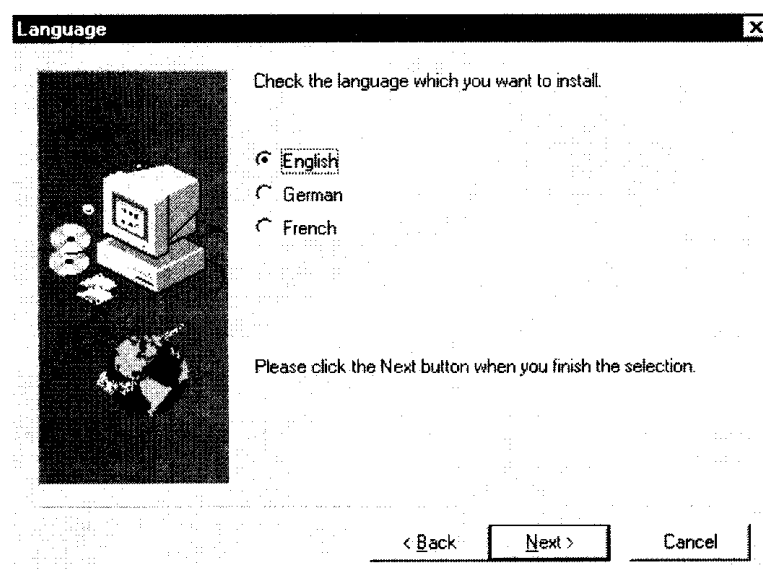 Language
Check the language which you want to install.
English
German
French
Please click the Next button when you finish the selection.
< Back Next > Cancel